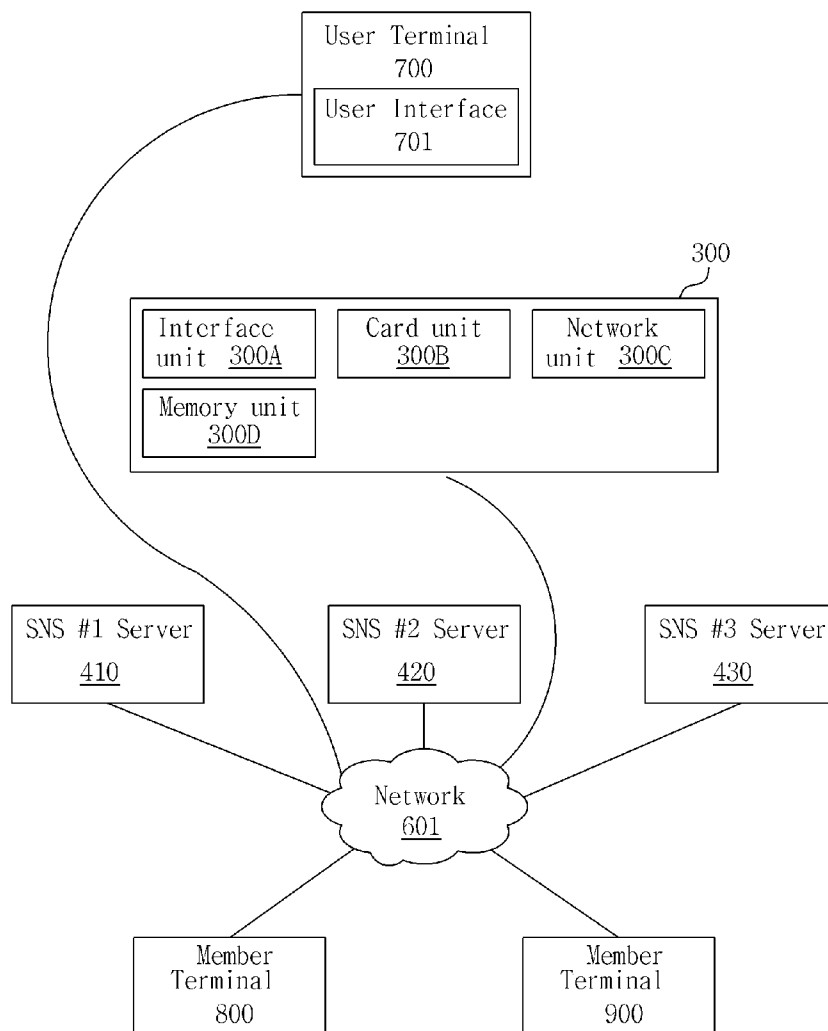 User Terminal
700
User Interface
701
300
Interface
unit 300A
Card unit
300B
Network
unit 300C
Memory unit
300D
SNS #1 Server
410
SNS #2 Server
420
SNS #3 Server
430
Network
601
Member
Terminal
800
Member
Terminal
900